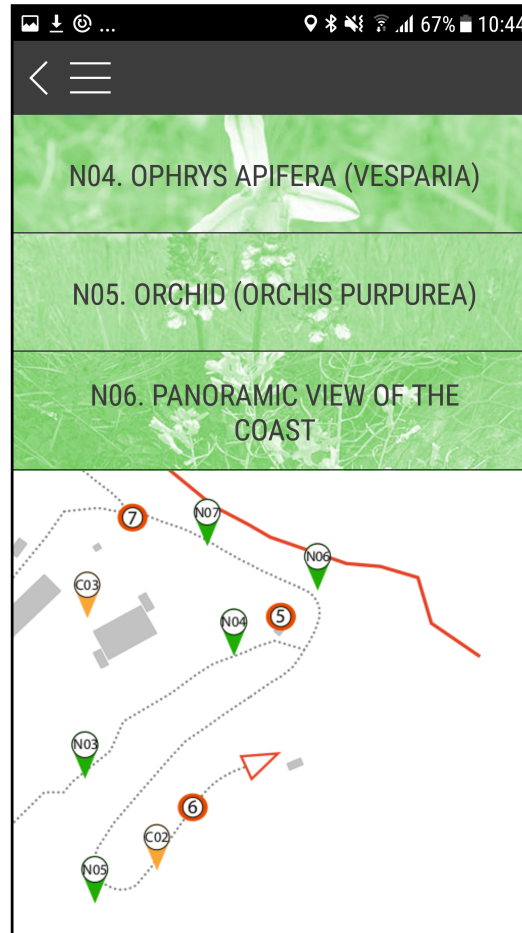 ... 67% 10:44
N04. OPHRYS APIFERA (VESPARIA)
N05. ORCHID (ORCHIS PURPUREA)
N06. PANORAMIC VIEW OF THE
COAST
7
N07
N06
C03
5
N04
N03
6
C02
N05